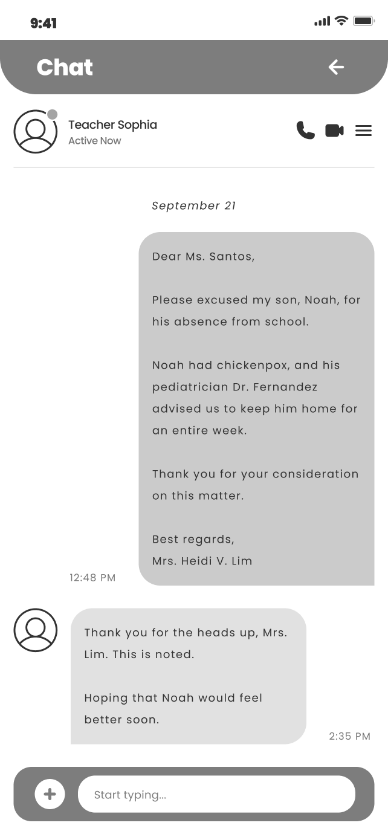 9:41
Chat
Teacher Sophia
Active Now
September 21
Dear Ms. Santos,
Please excused my son, Noah, for
his absence from school.
Noah had chickenpox, and his
pediatrician Dr. Fernandez
advised us to keep him home for
an entire week.
Thank you for your consideration
on this matter.
Best regards,
Mrs. Heidi V. Lim
12:48 PM
Thank you for the heads up, Mrs.
Lim. This is noted.
Hoping that Noah would feel
better soon.
2:35 PM
Start typing...